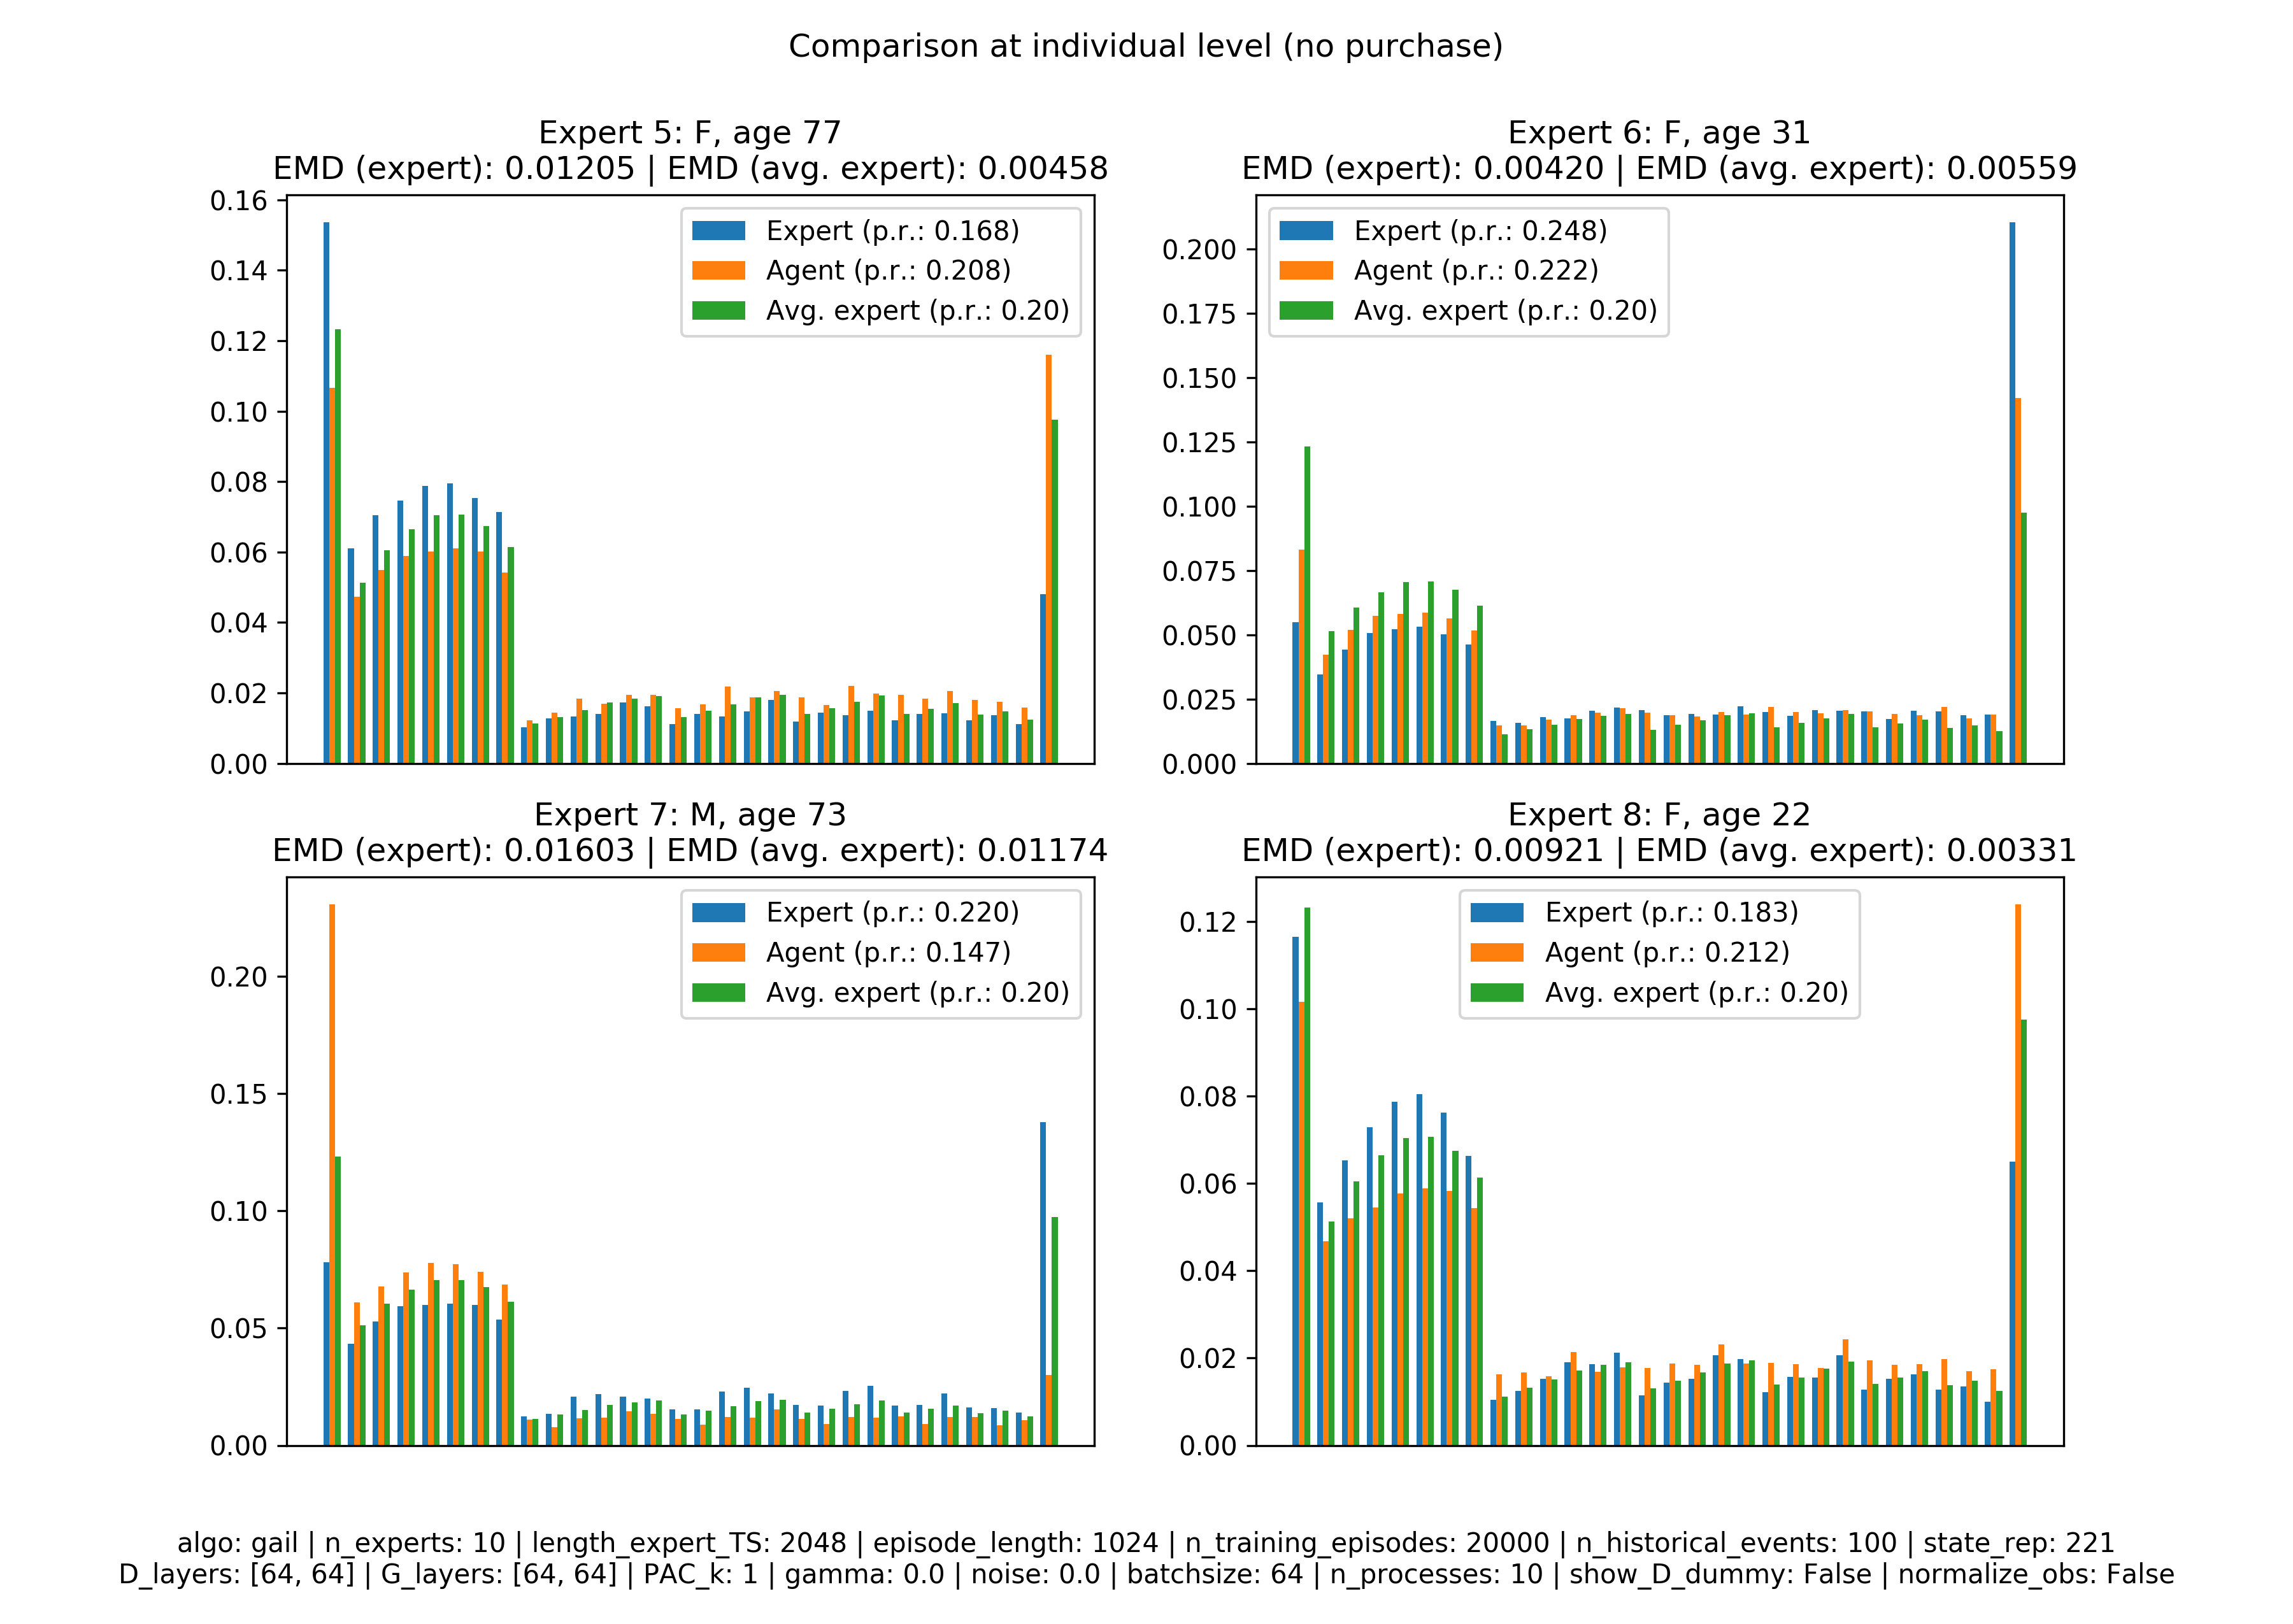 Comparison at individual level (no purchase)
Expert 5: F, age 77
EMD (expert): 0.01205 | EMD (avg. expert): 0.00458
0.16
0.14
0.12
0.10
0.08
0.06
0.04
0.02
0.00
Expert (p.r.: 0.168)
Agent (p.r.: 0.208)
Avg. expert (p.r.: 0.20)
Expert 6: F, age 31
EMD (expert): 0.00420 | EMD (avg. expert): 0.00559
0.200
0.175
0.150
0.125
0.100
0.075
0.050
0.025
0.000
Expert (p.r.: 0.248)
Agent (p.r.: 0.222)
Avg. expert (p.r.: 0.20)
Expert 7: M, age 73
EMD (expert): 0.01603 | EMD (avg. expert): 0.01174
0.20
0.15
0.10
0.05
0.00
Expert (p.r.: 0.220)
Agent (p.r.: 0.147)
Avg. expert (p.r.: 0.20)
Expert 8: F, age 22
EMD (expert): 0.00921 | EMD (avg. expert): 0.00331
0.12
0.10
0.08
0.06
0.04
0.02
0.00
Expert (p.r.: 0.183)
Agent (p.r.: 0.212)
Avg. expert (p.r.: 0.20)
algo: gail | n_experts: 10 | length_expert_TS: 2048 | episode_length: 1024 | n_training_episodes: 20000 | n_historical_events: 100 | state_rep: 221
D_layers: [64, 64] | G_layers: [64, 64] | PAC_k: 1 | gamma: 0.0 | noise: 0.0 | batchsize: 64 | n_processes: 10 | show_D_dummy: False | normalize_obs: False